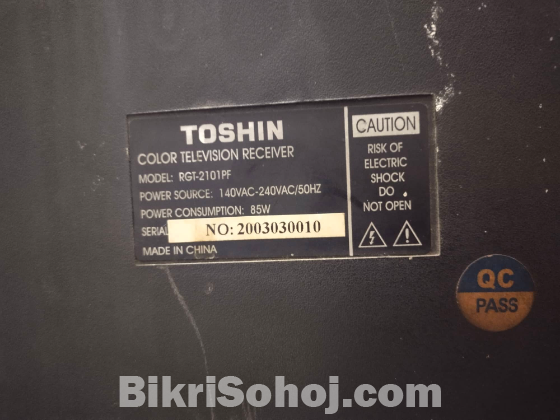 TOSHIN
COLOR TELEVISION RECEIVER
MODEL: RGT-2101PF
POWER SOURCE: 140VAC-240VAC/50HZ
POWER CONSUMPTION: 85W
SERIAL NO: 2003030010
MADE IN CHINA
CAUTION
RISK OF
ELECTRIC
SHOCK
DO
NOT OPEN
QC
PASS
BikriSohoj.com